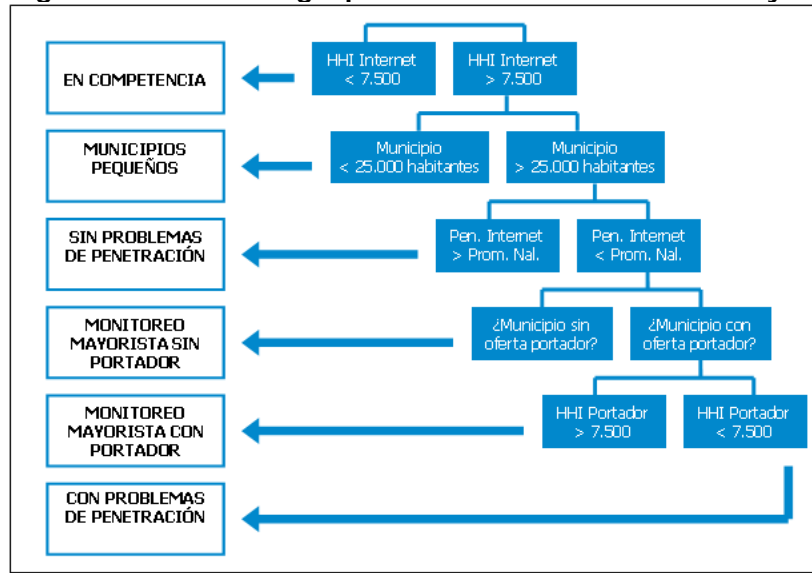 HHI Internet
< 7.500
HHI Internet
> 7.500
EN COMPETENCIA
Municipio
< 25.000 habitantes
Municipio
> 25.000 habitantes
MUNICIPIOS
PEQUEÑOS
Pen. Internet
> Prom. Nal.
Pen. Internet
< Prom. Nal.
SIN PROBLEMAS
DE PENETRACIÓN
¿Municipio sin
oferta portador?
¿Municipio con
oferta portador?
MONITOREO
MAYORISTA SIN
PORTADOR
HHI Portador
> 7.500
HHI Portador
< 7.500
MONITOREO
MAYORISTA CON
PORTADOR
CON PROBLEMAS
DE PENETRACIÓN